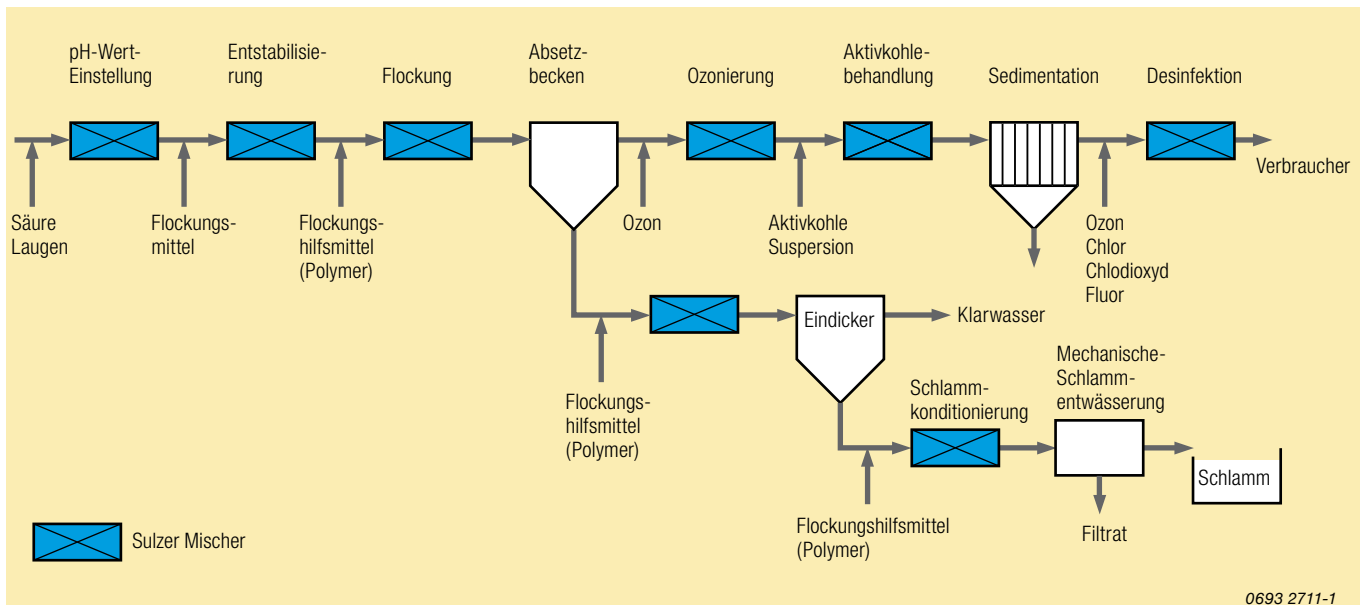 pH-Wert-
Einstellung
Entstabilisie-
rung
Flockung
Absetz-
becken
Ozonierung
Aktivkohle-
behandlung
Sedimentation
Desinfektion
Verbraucher
Säure
Laugen
Flockungs-
mittel
Flockungs-
hilfsmittel
(Polymer)
Ozon
Aktivkohle
Suspension
Ozon
Chlor
Chlodioxyd
Fluor
Eindicker
Klarwasser
Flockungs-
hilfsmittel
(Polymer)
Schlamm-
konditionierung
Mechanische-
Schlamm-
entwässerung
Schlamm
Flockungshilfsmittel
(Polymer)
Filtrat
Sulzer Mischer
0693 2711-1